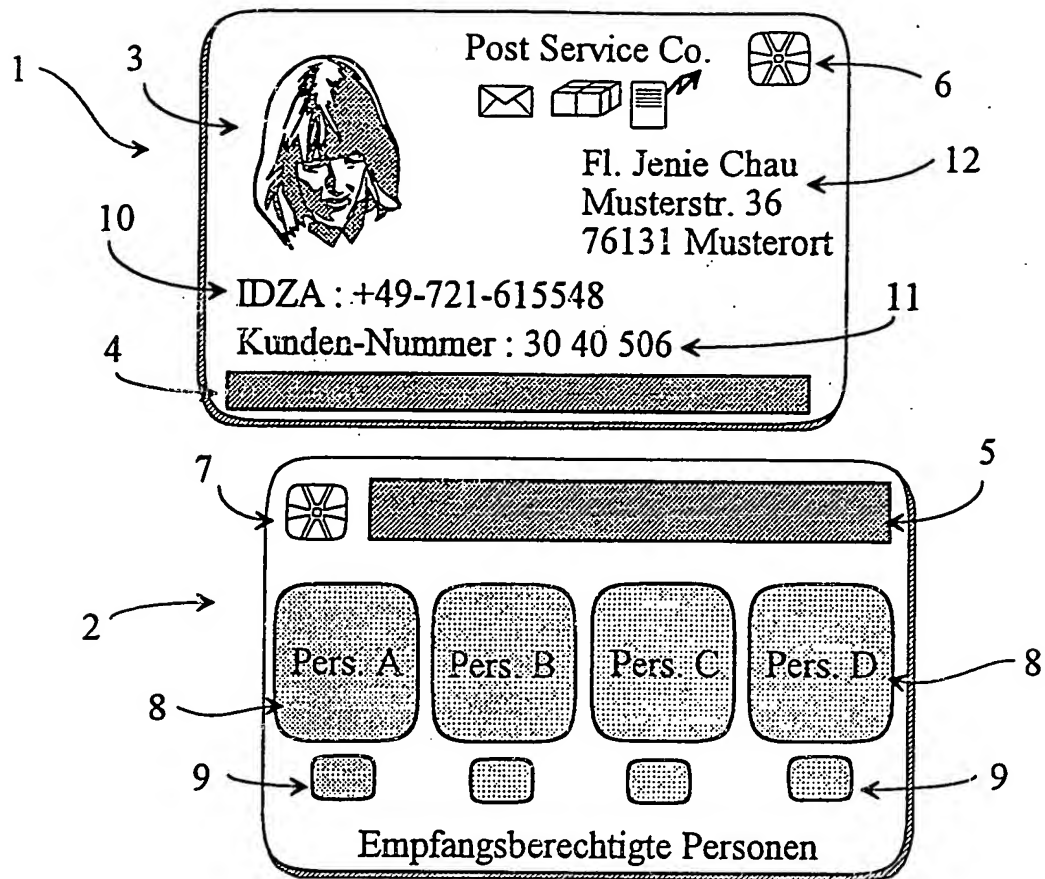 Post Service Co.
1
3
6
Fl. Jenie Chau
12
Musterstr. 36
76131 Musterort
10
IDZA : +49-721-615548
11
Kunden-Nummer : 30 40 506
4
7
5
2
Pers. A Pers. B Pers. C Pers. D
8
8
9
9
Empfangsberechtigte Personen